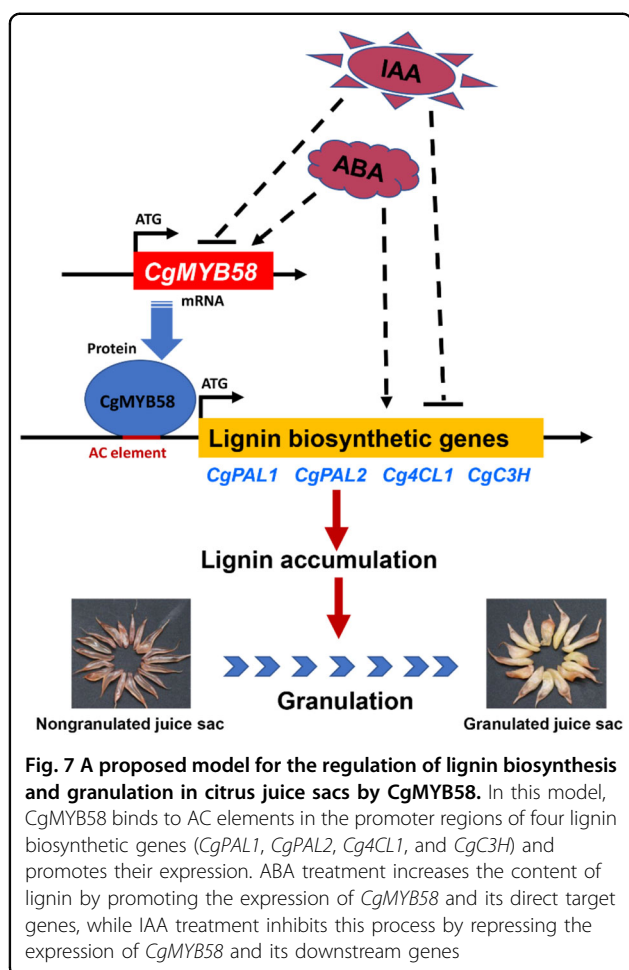 IAA
ABA
ATG
CgMYB58
mRNA
Protein
CgMYB58
ATG
Lignin biosynthetic genes
AC element
CgPAL1 CgPAL2 Cg4CL1 CgC3H
Lignin accumulation
Granulation
Nongranulated juice sac
Granulated juice sac
Fig. 7 A proposed model for the regulation of lignin biosynthesis
and granulation in citrus juice sacs by CgMYB58. In this model,
CgMYB58 binds to AC elements in the promoter regions of four lignin
biosynthetic genes (CgPAL1, CgPAL2, Cg4CL1, and CgC3H) and
promotes their expression. ABA treatment increases the content of
lignin by promoting the expression of CgMYB58 and its direct target
genes, while IAA treatment inhibits this process by repressing the
expression of CgMYB58 and its downstream genes